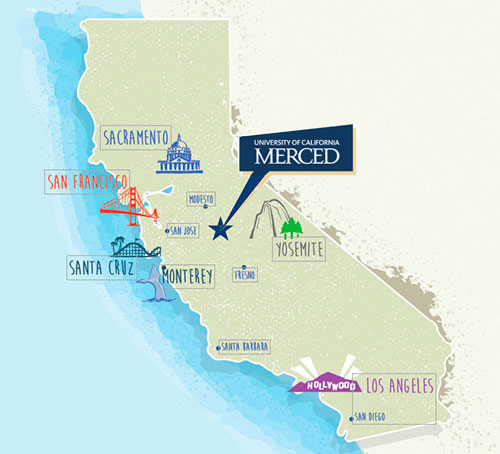 SACRAMENTO
UNIVERSITY OF CALIFORNIA
MERCED
SAN FRANCISCO
MODESTO
SAN JOSE
YOSEMITE
SANTA CRUZ
MONTEREY
FRESNO
SANTA BARBARA
HOLLYWOOD
LOS ANGELES
SAN DIEGO